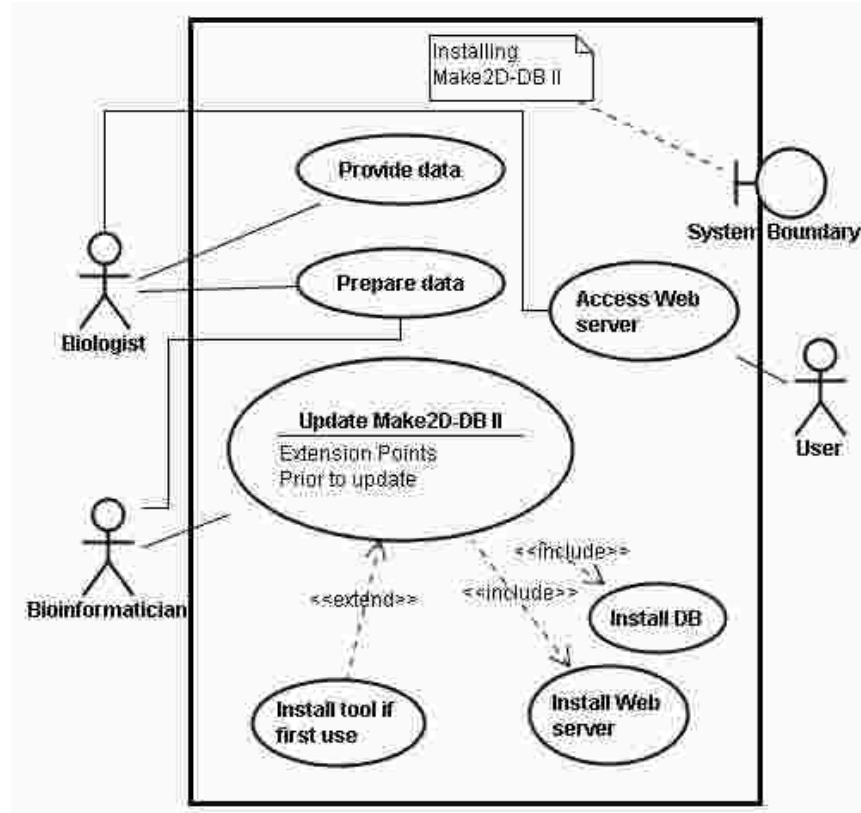 Installing
Make2D-DB II
Provide data
System Boundary
Prepare data
Access Web
server
Biologist
Update Make2D-DB II
Extension Points
Prior to update
User
<<include>>
Bioinformatician
<<extend>>
<<include>>
Install DB
Install tool if
first use
Install Web
server